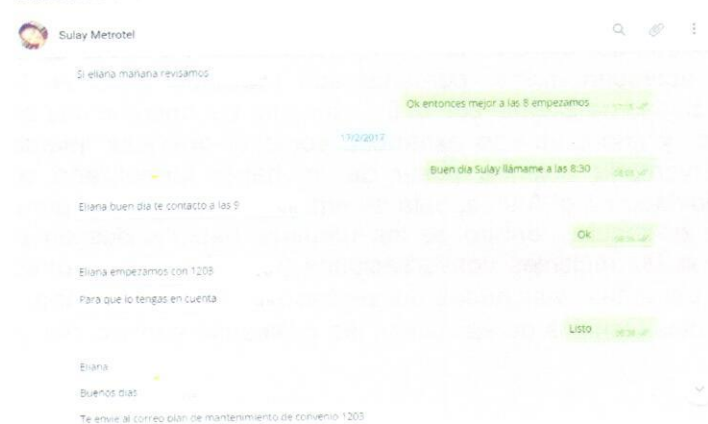 Sulay Metrotel
Si eliana mañana revisamos
Ok entonces mejor a las 8 empezamos
17/2/2017
Buen día Sulay llámame a las 8:30
Eliana buen dia te contacto a las 9
Ok
Eliana empezamos con 1203
Para que lo tengas en cuenta
Listo
Eliana
Buenos dias
Te envie al correo plan de mantenimiento de convenio 1203